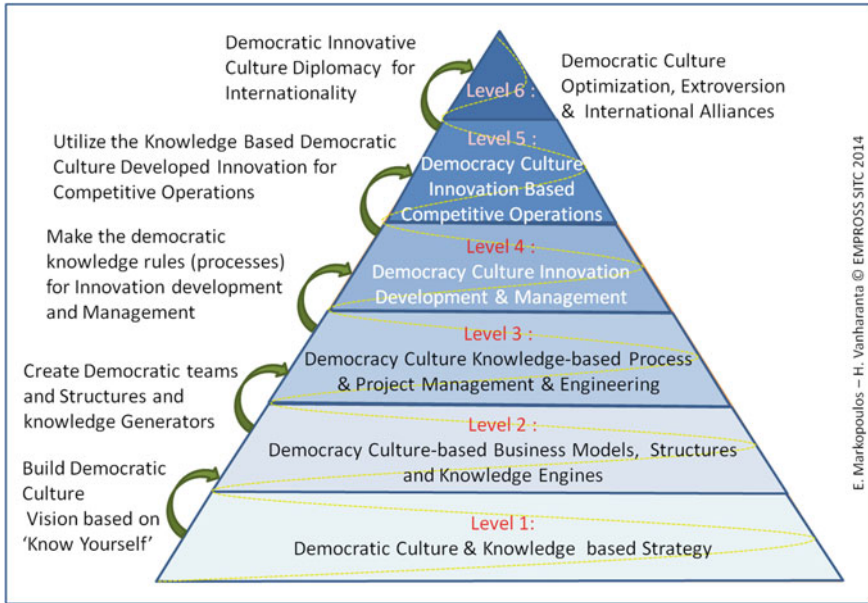 Democratic Innovative
Culture Diplomacy for
Internationality
Level 6 :
Democratic Culture
Optimization, Extroversion
& International Alliances
Utilize the Knowledge Based Democratic
Culture Developed Innovation for
Competitive Operations
Level 5 :
Democracy Culture
Innovation Based
Competitive Operations
Make the democratic
knowledge rules (processes)
for Innovation development
and Management
Level 4 :
Democracy Culture Innovation
Development & Management
Level 3 :
Democracy Culture Knowledge-based Process
& Project Management & Engineering
Create Democratic teams
and Structures and
knowledge Generators
Level 2 :
Democracy Culture-based Business Models, Structures
and Knowledge Engines
Build Democratic
Culture
Vision based on
‘Know Yourself’
Level 1:
Democratic Culture & Knowledge based Strategy
E. Markopoulos – H. Vanharanta © EMPROSS SITC 2014